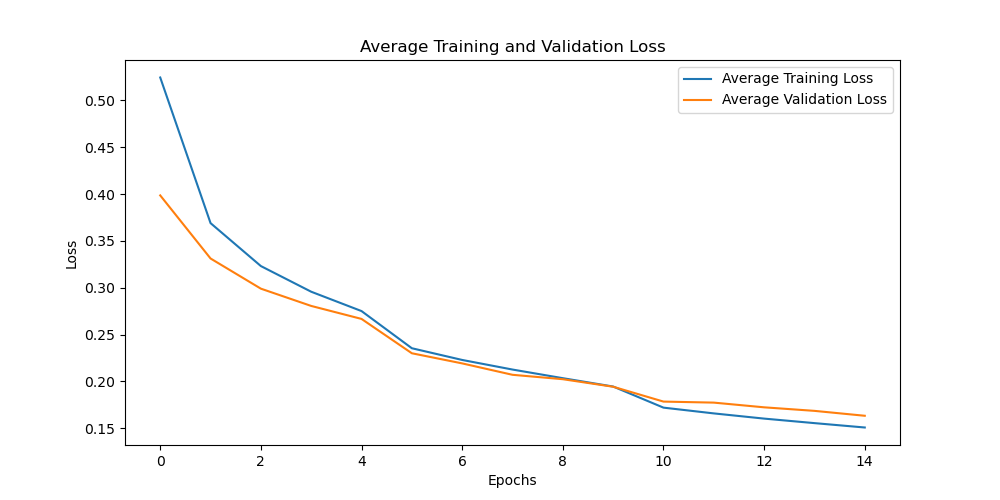 Average Training and Validation Loss
Average Training Loss
Average Validation Loss
Loss
0.50
0.45
0.40
0.35
0.30
0.25
0.20
0.15
0 2 4 6 8 10 12 14
Epochs